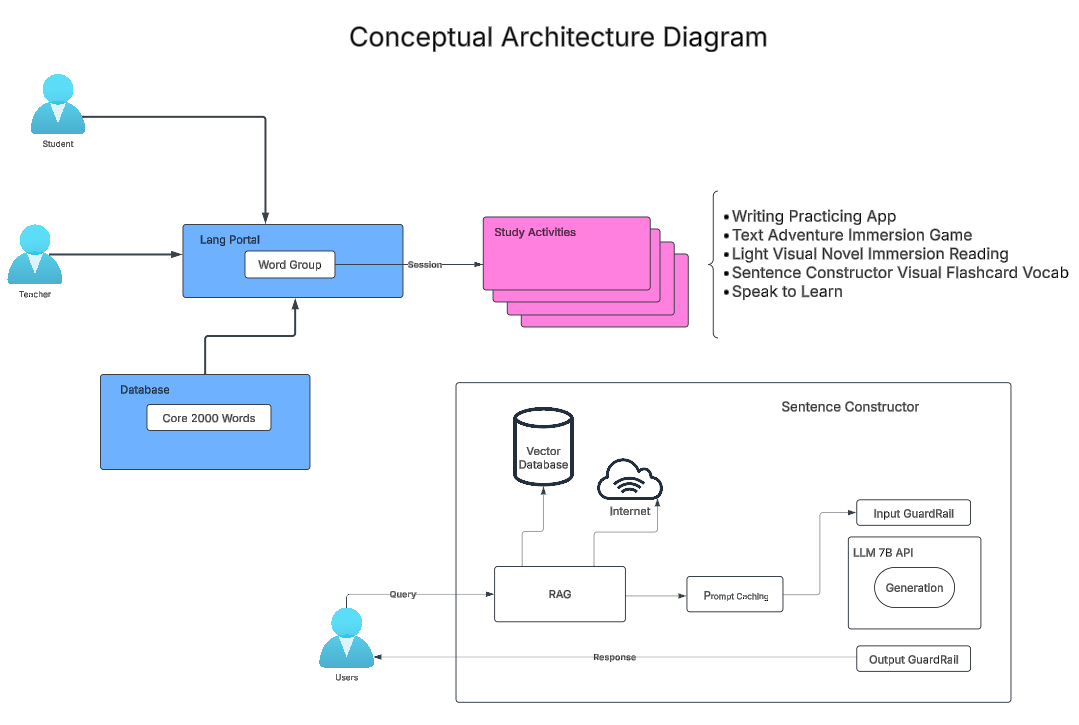 Conceptual Architecture Diagram
Student
Teacher
Lang Portal
Word Group
Session
Study Activities
• Writing Practicing App
• Text Adventure Immersion Game
• Light Visual Novel Immersion Reading
• Sentence Constructor Visual Flashcard Vocab
• Speak to Learn
Database
Core 2000 Words
Sentence Constructor
Vector
Database
Internet
Input GuardRail
LLM 7B API
Generation
Query
RAG
Prompt Caching
Users
Response
Output GuardRail